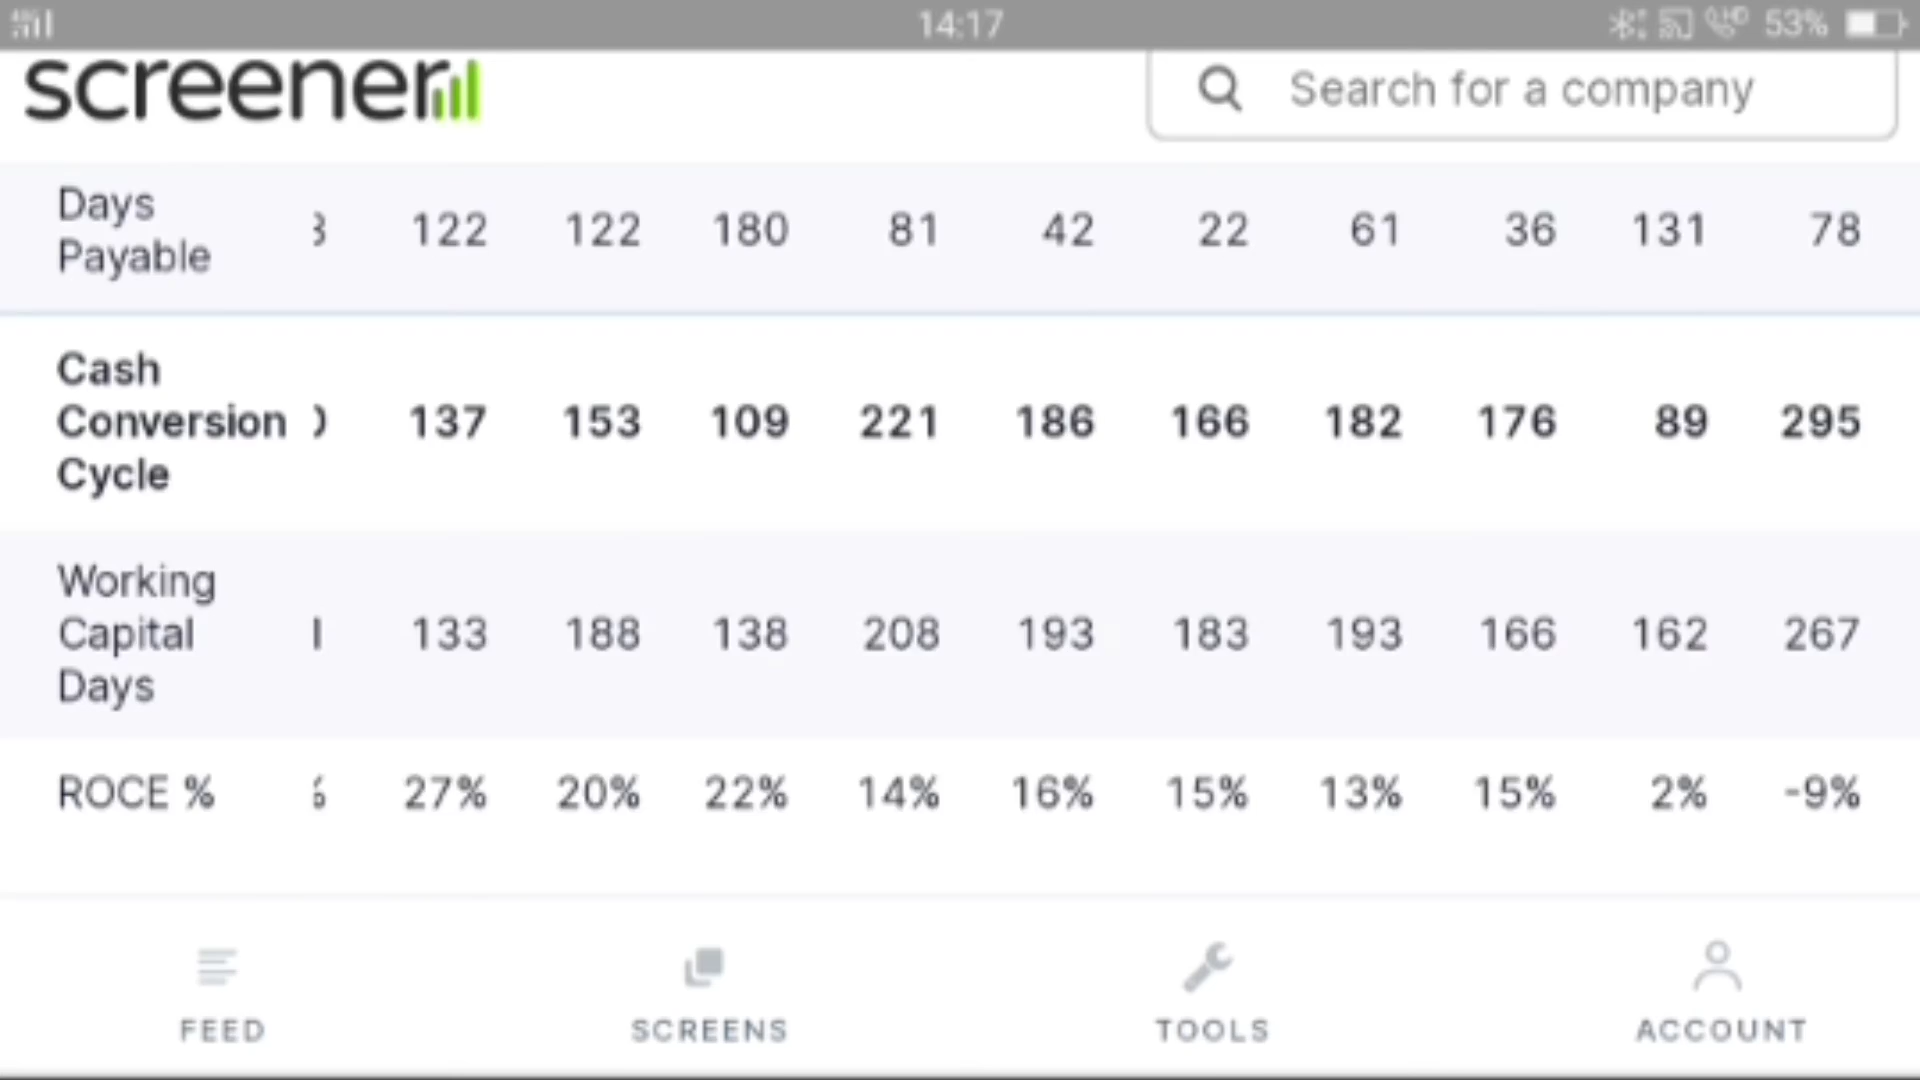 14:17 53%
screener
Search for a company
Days
Payable
122 122 180 81 42 22 61 36 131 78
Cash
Conversion
Cycle
137 153 109 221 186 166 182 176 89 295
Working
Capital
Days
133 188 138 208 193 183 193 166 162 267
ROCE % 27% 20% 22% 14% 16% 15% 13% 15% 2% -9%
FEED SCREENS TOOLS ACCOUNT